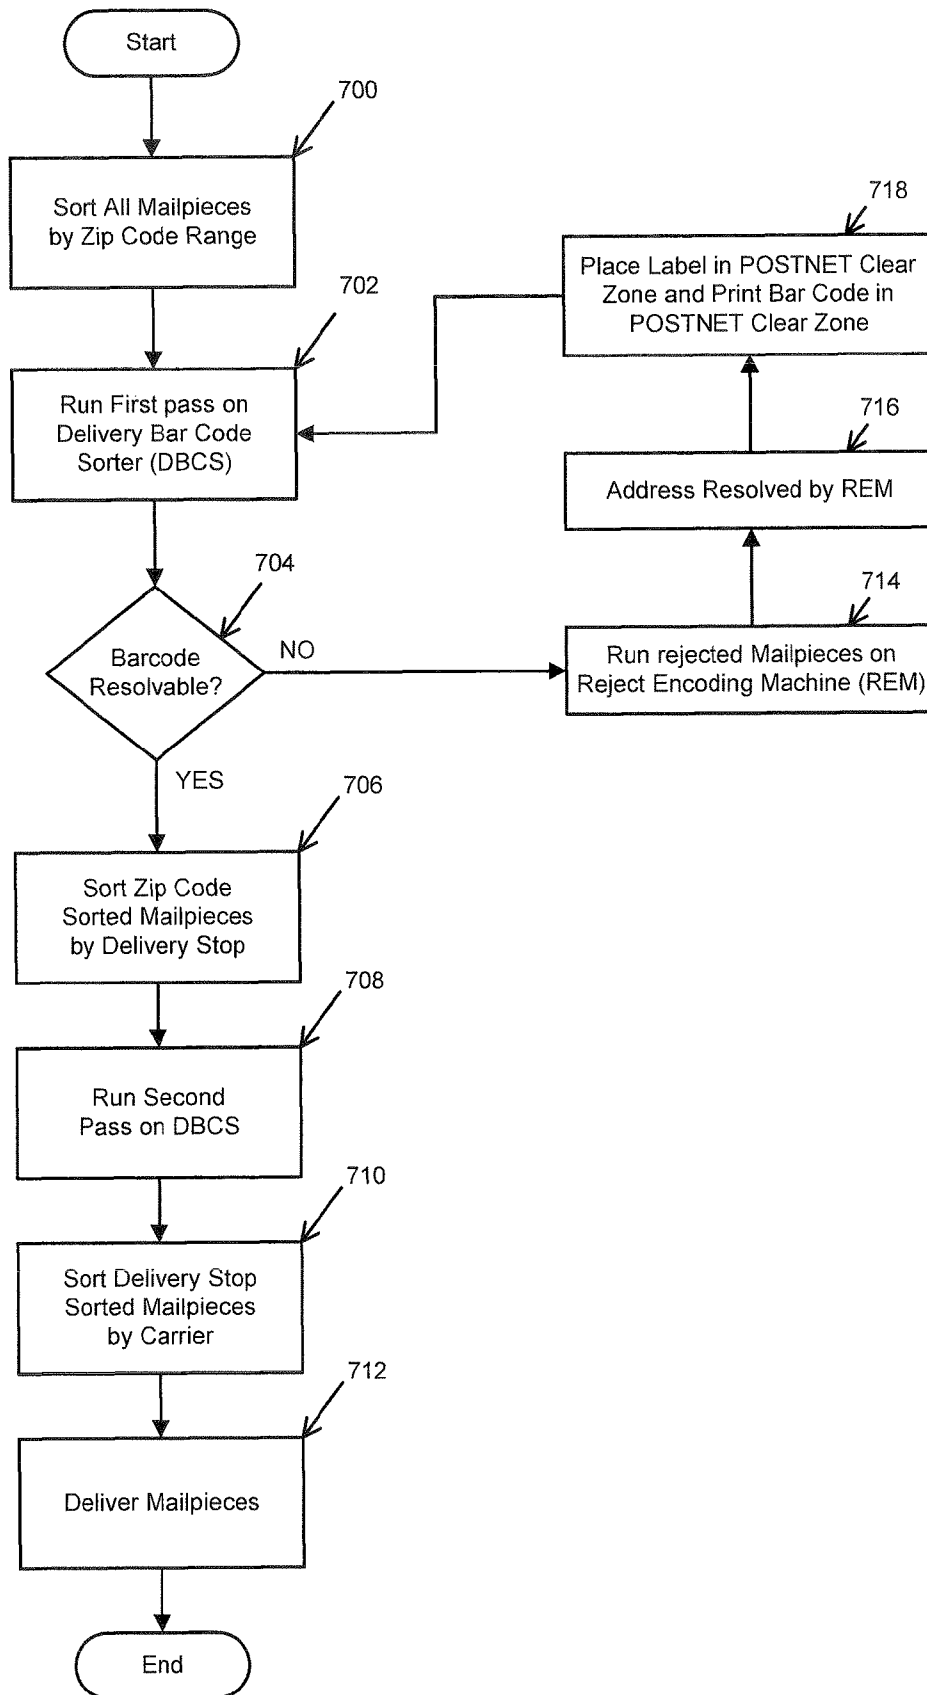 Start
700
Sort All Mailpieces
by Zip Code Range
702
Run First pass on
Delivery Bar Code
Sorter (DBCS)
704
Barcode
Resolvable?
NO
YES
706
Sort Zip Code
Sorted Mailpieces
by Delivery Stop
708
Run Second
Pass on DBCS
710
Sort Delivery Stop
Sorted Mailpieces
by Carrier
712
Deliver Mailpieces
End
714
Run rejected Mailpieces on
Reject Encoding Machine (REM)
716
Address Resolved by REM
718
Place Label in POSTNET Clear
Zone and Print Bar Code in
POSTNET Clear Zone